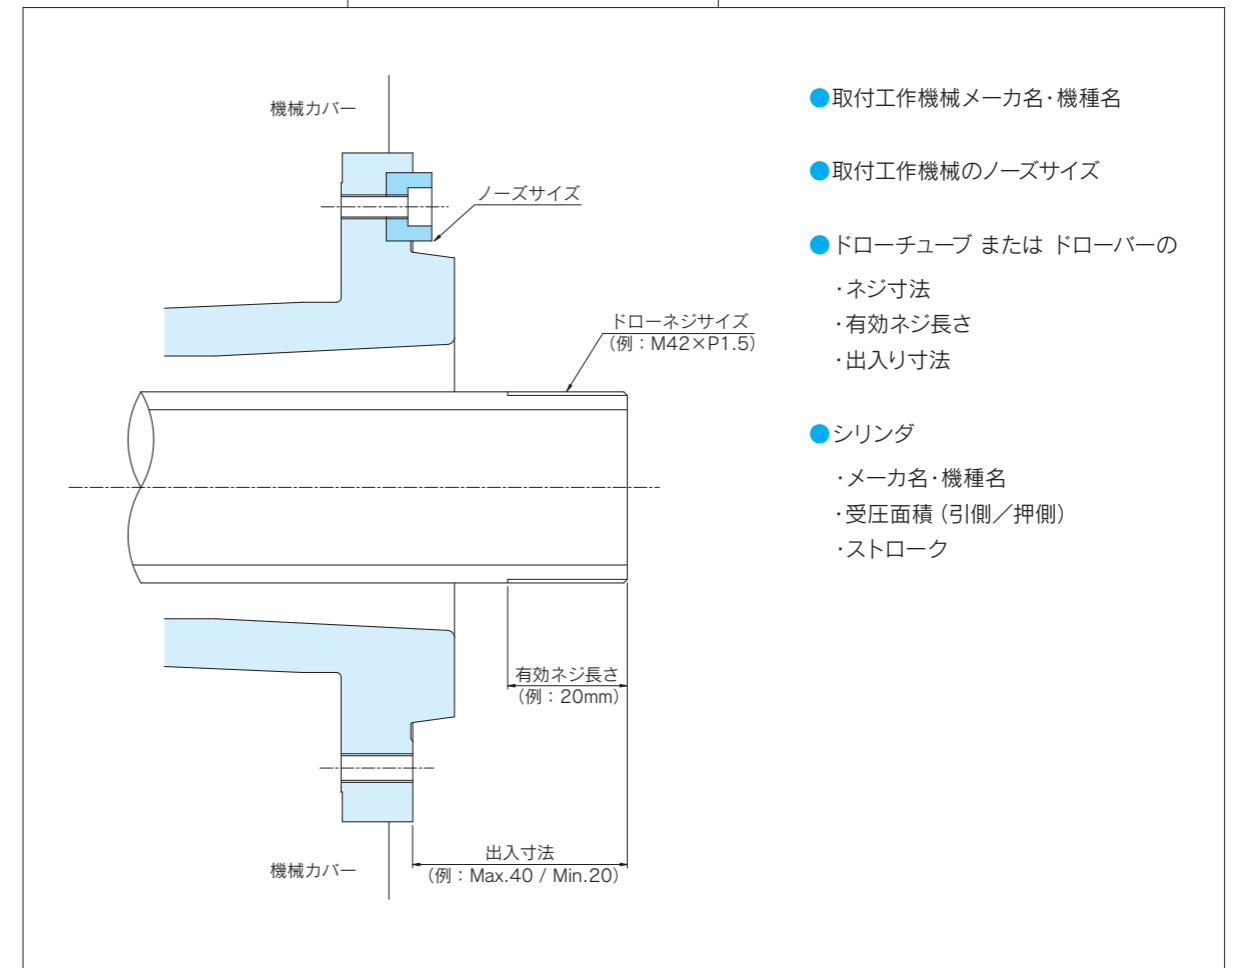 機械カバー
ノーズサイズ
ドローネジサイズ
（例：M42×P1.5）
有効ネジ長さ
（例：20mm）
出入寸法
（例：Max.40 / Min.20）
機械カバー
●取付工作機械メーカ名・機種名
●取付工作機械のノーズサイズ
●ドローチューブ または ドローバーの
・ネジ寸法
・有効ネジ長さ
・出入り寸法
●シリンダ
・メーカ名・機種名
・受圧面積（引側／押側）
・ストローク